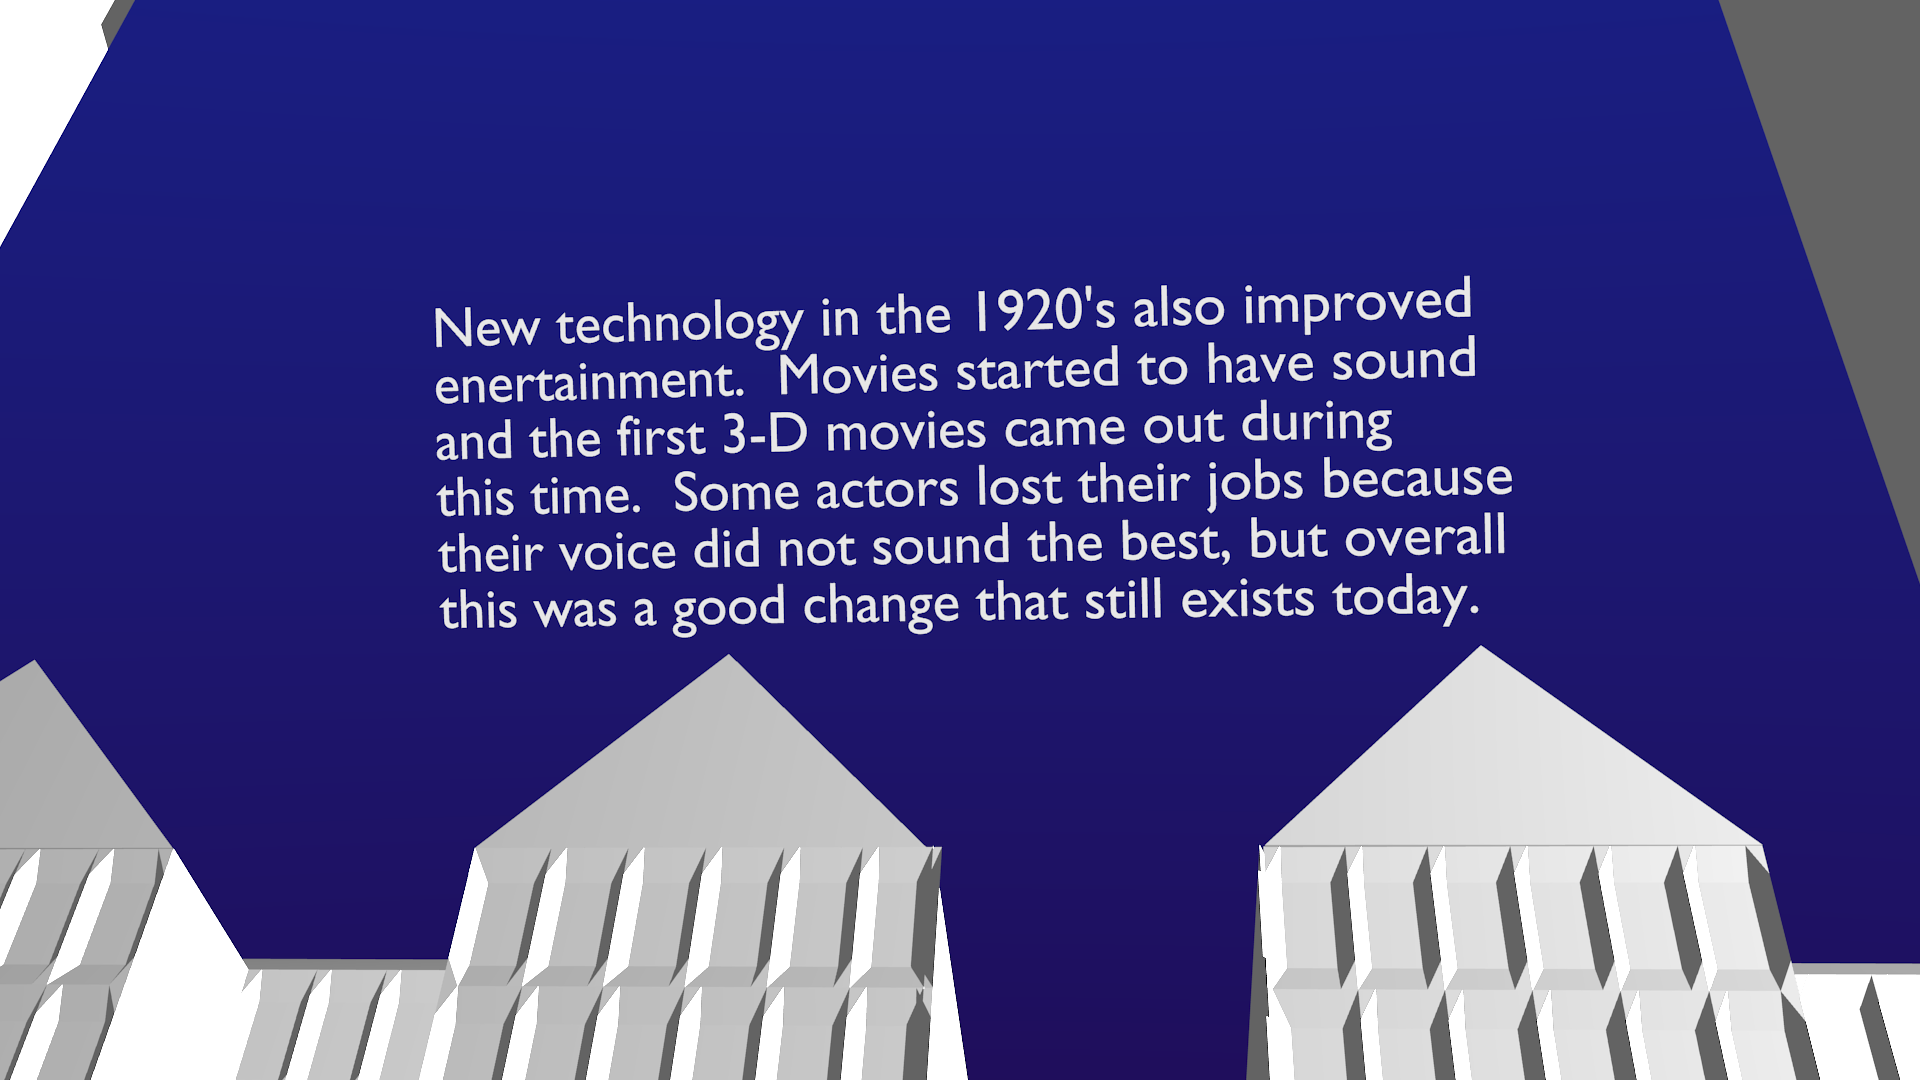 New technology in the 1920's also improved
enertainment.  Movies started to have sound
and the first 3-D movies came out during
this time.  Some actors lost their jobs because
their voice did not sound the best, but overall
this was a good change that still exists today.